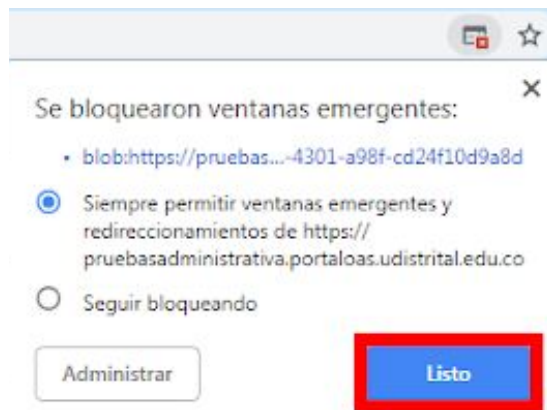 Se bloquearon ventanas emergentes:
blob:https://pruebas...-4301-a98f-cd24f10d9a8d
Siempre permitir ventanas emergentes y
redireccionamientos de https://
pruebasadministrativa.portaloas.udistrital.edu.co
Seguir bloqueando
Administrar
Listo